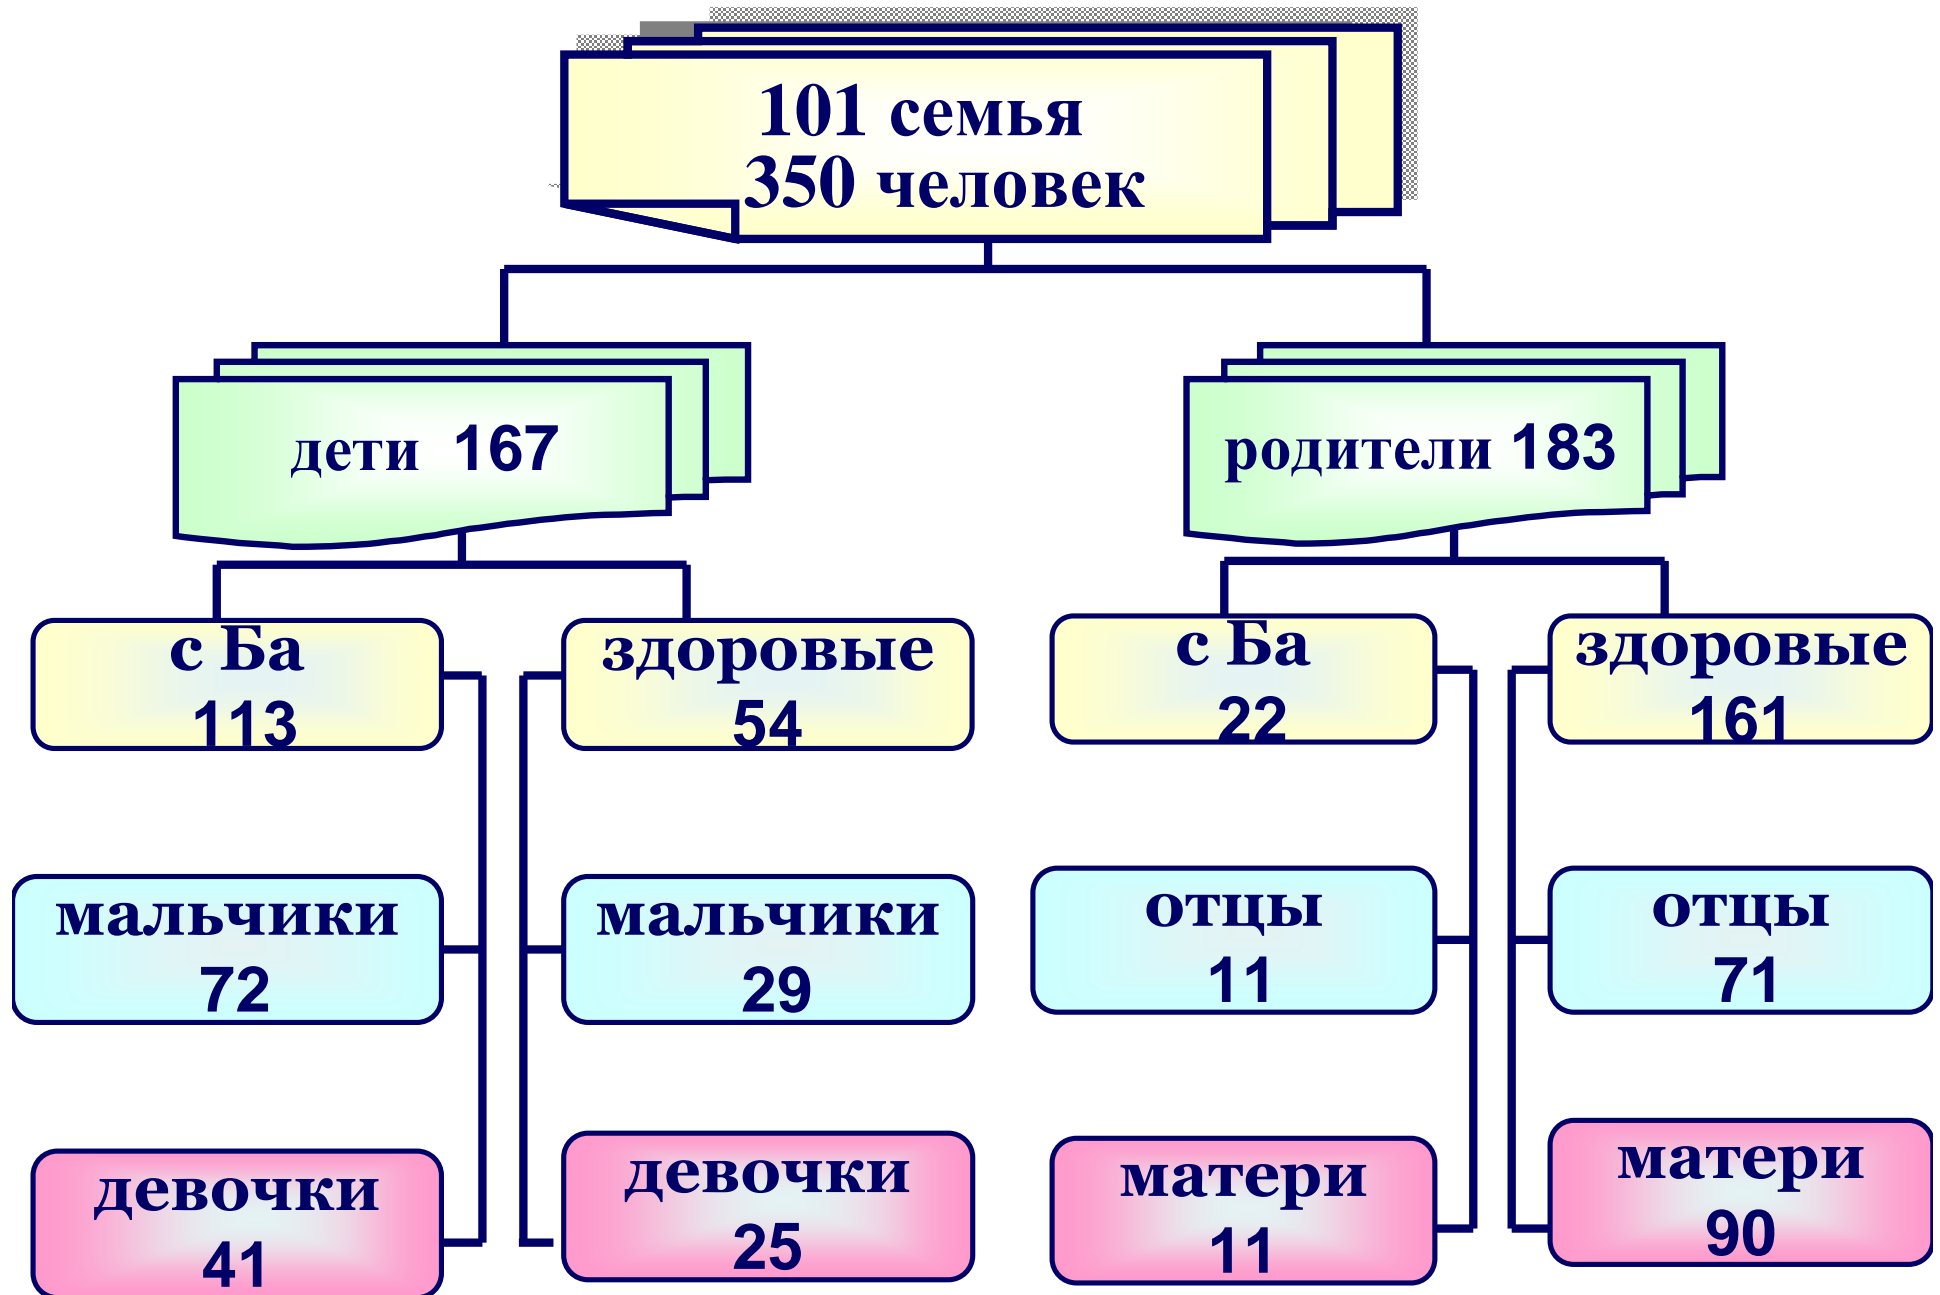 101 семья
350 человек
дети 167
родители 183
с Ба
113
здоровые
54
с Ба
22
здоровые
161
мальчики
72
мальчики
29
отцы
11
отцы
71
девочки
41
девочки
25
матери
11
матери
90